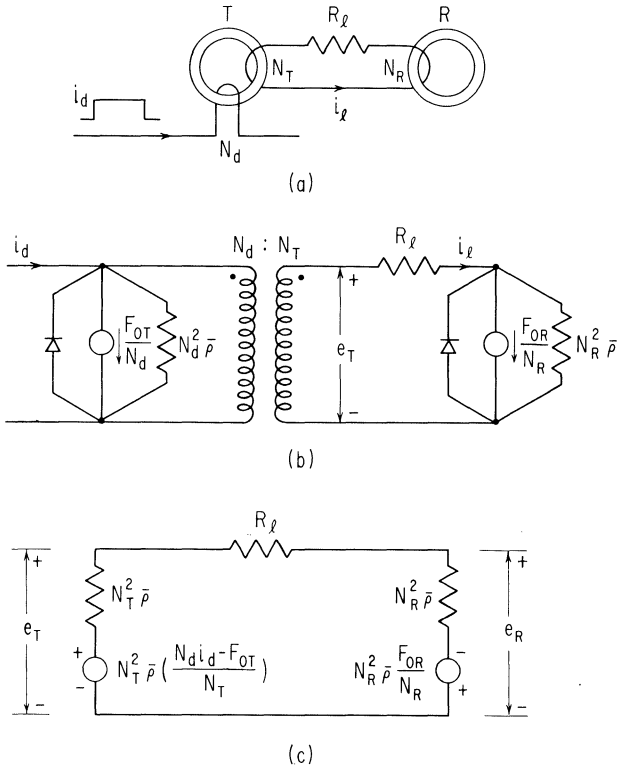 T R_ℓ R
N_T N_R
i_d i_ℓ
N_d
(a)
i_d N_d : N_T R_ℓ i_ℓ
+
F_OT/N_d N_d^2 ρ̄ e_T F_OR/N_R N_R^2 ρ̄
−
(b)
R_ℓ
+ +
N_T^2 ρ̄ N_R^2 ρ̄
e_T e_R
+ −
N_T^2 ρ̄ (N_d i_d − F_OT / N_T) N_R^2 ρ̄ F_OR/N_R
− +
− −
(c)